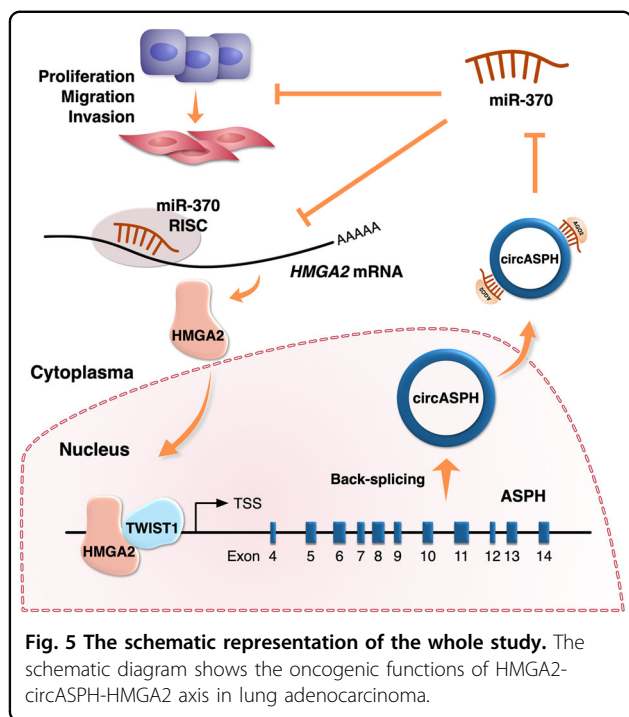 Proliferation
Migration
Invasion
miR-370
miR-370
RISC
AAAAA
HMGA2 mRNA
AGO2
circASPH
AGO2
HMGA2
Cytoplasma
circASPH
Nucleus
Back-splicing
ASPH
TSS
TWIST1
HMGA2
Exon 4 5 6 7 8 9 10 11 12 13 14
Fig. 5 The schematic representation of the whole study. The
schematic diagram shows the oncogenic functions of HMGA2-
circASPH-HMGA2 axis in lung adenocarcinoma.